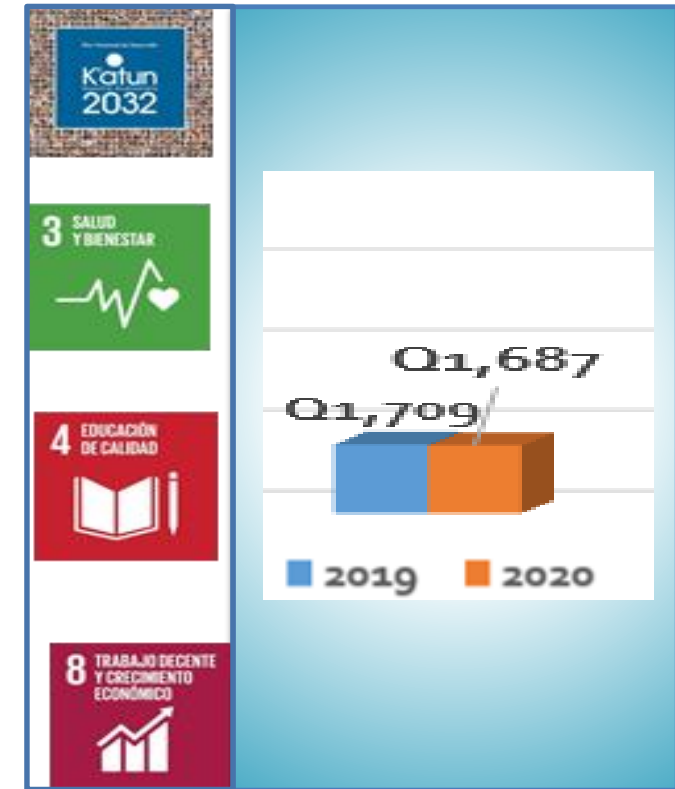 Katun
2032
3 SALUD
Y BIENESTAR
4 EDUCACIÓN
DE CALIDAD
8 TRABAJO DECENTE
Y CRECIMIENTO
ECONÓMICO
Q1,687
Q1,709
2019 2020